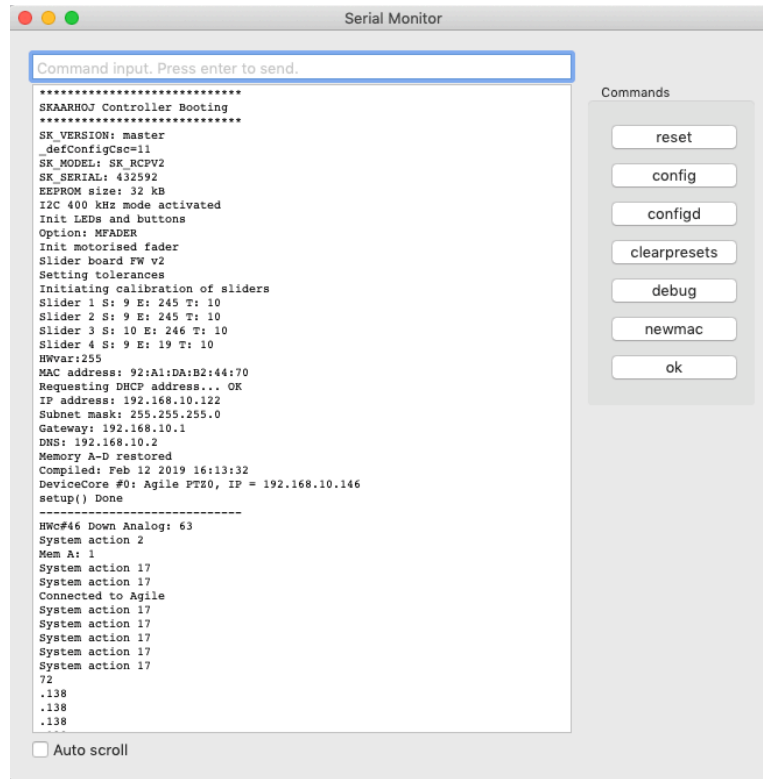 Serial Monitor
Command input. Press enter to send.
*****************************
SKAARHOJ Controller Booting
*****************************
SK_VERSION: master
_defConfigCsc=11
SK_MODEL: SK_RCPV2
SK_SERIAL: 432592
EEPROM size: 32 kB
I2C 400 kHz mode activated
Init LEDs and buttons
Option: MFADER
Init motorised fader
Slider board FW v2
Setting tolerances
Initiating calibration of sliders
Slider 1 S: 9 E: 245 T: 10
Slider 2 S: 9 E: 245 T: 10
Slider 3 S: 10 E: 246 T: 10
Slider 4 S: 9 E: 19 T: 10
HWvar:255
MAC address: 92:A1:DA:B2:44:70
Requesting DHCP address... OK
IP address: 192.168.10.122
Subnet mask: 255.255.255.0
Gateway: 192.168.10.1
DNS: 192.168.10.2
Memory A-D restored
Compiled: Feb 12 2019 16:13:32
DeviceCore #0: Agile PTZ0, IP = 192.168.10.146
setup() Done
-----------------------------
HWc#46 Down Analog: 63
System action 2
Mem A: 1
System action 17
System action 17
Connected to Agile
System action 17
System action 17
System action 17
System action 17
System action 17
72
.138
.138
.138
Auto scroll
Commands
reset
config
configd
clearpresets
debug
newmac
ok